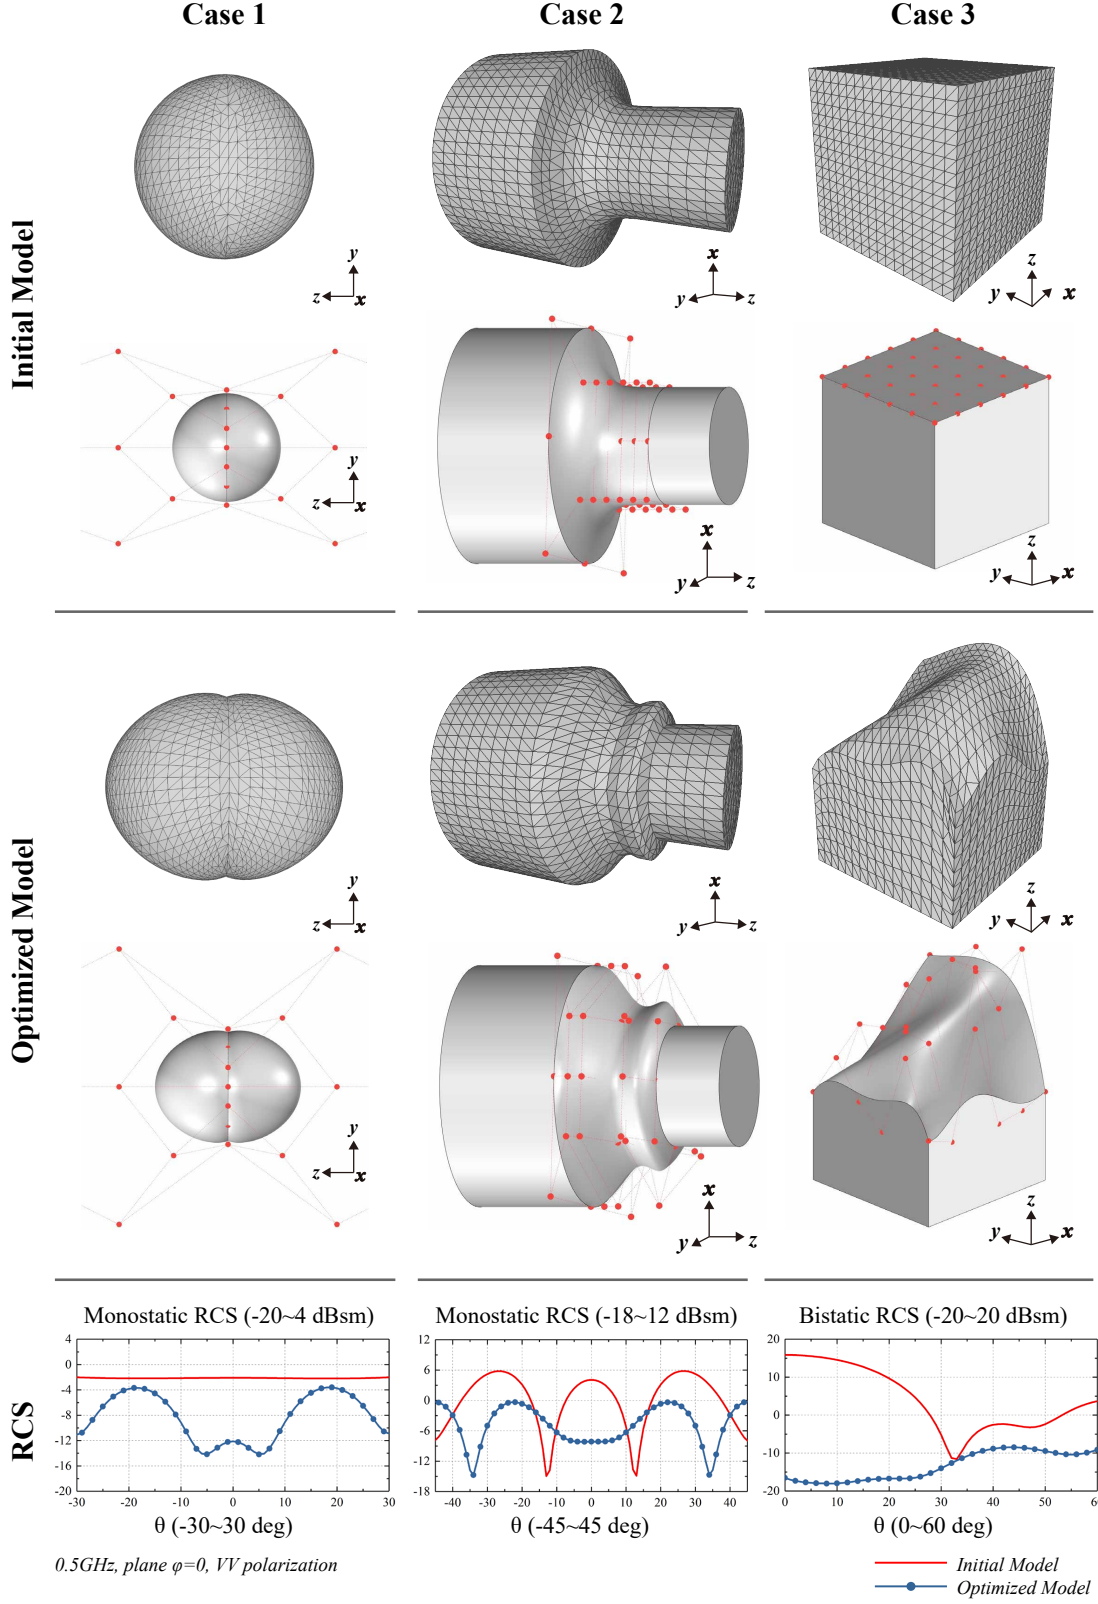 Case 1 Case 2 Case 3
Initial Model
y
z x
x
y z
z
y x
y
z x
x
y z
z
y x
Optimized Model
y
z x
x
y z
z
y x
y
z x
x
y z
z
y x
RCS
Monostatic RCS (-20~4 dBsm)
4
0
-4
-8
-12
-16
-20
-30 -20 -10 0 10 20 30
θ (-30~30 deg)
Monostatic RCS (-18~12 dBsm)
12
6
0
-6
-12
-18
-40 -30 -20 -10 0 10 20 30 40
θ (-45~45 deg)
Bistatic RCS (-20~20 dBsm)
20
10
0
-10
-20
0 10 20 30 40 50 60
θ (0~60 deg)
0.5GHz, plane φ=0, VV polarization
Initial Model
Optimized Model